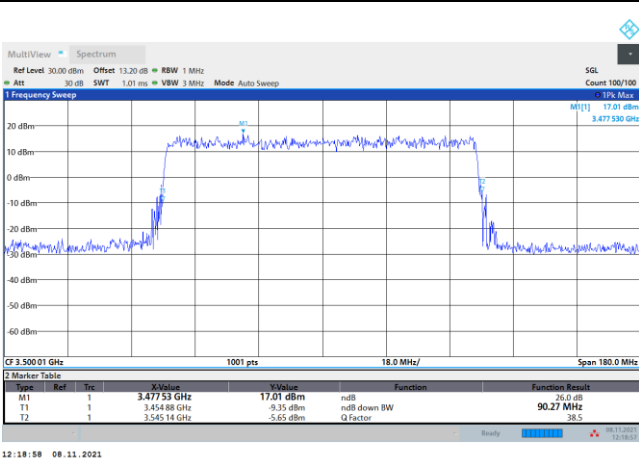 MultiView Spectrum
Ref Level 30.00 dBm Offset 13.20 dB RBW 1 MHz SGL
Att 30 dB SWT 1.01 ms VBW 3 MHz Mode Auto Sweep Count 100/100
1 Frequency Sweep 1Pk Max
M1[1] 17.01 dBm
3.477 530 GHz
M1
20 dBm
10 dBm
0 dBm
-10 dBm
-20 dBm
-30 dBm
-40 dBm
-50 dBm
-60 dBm
CF 3.500 01 GHz 1001 pts 18.0 MHz/ Span 180.0 MHz
2 Marker Table
Type Ref Trc X-Value Y-Value Function Function Result
M1 1 3.477 53 GHz 17.01 dBm ndB 26.0 dB
T1 1 3.454 88 GHz -9.35 dBm ndB down BW 90.27 MHz
T2 1 3.545 14 GHz -5.65 dBm Q Factor 38.5
Ready 08.11.2021
12:18:57
12:18:58 08.11.2021